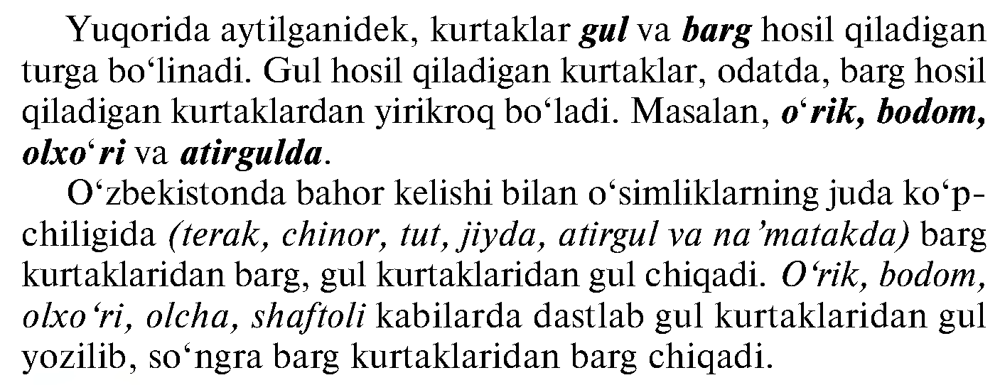 Yuqorida aytilganidek, kurtaklar gul va barg hosil qiladigan
turga bo‘linadi. Gul hosil qiladigan kurtaklar, odatda, barg hosil
qiladigan kurtaklardan yirikroq bo‘ladi. Masalan, o‘rik, bodom,
olxo‘ri va atirgulda.
O‘zbekistonda bahor kelishi bilan o‘simliklarning juda ko‘p-
chiligida (terak, chinor, tut, jiyda, atirgul va na’matakda) barg
kurtaklaridan barg, gul kurtaklaridan gul chiqadi. O‘rik, bodom,
olxo‘ri, olcha, shaftoli kabilarda dastlab gul kurtaklaridan gul
yozilib, so‘ngra barg kurtaklaridan barg chiqadi.